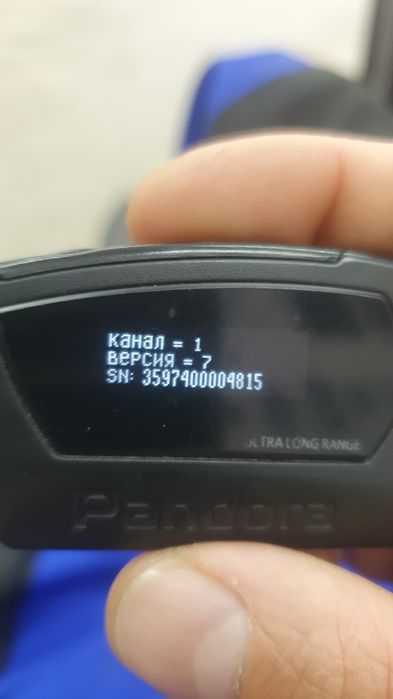 канал = 1
версия = 7
SN: 3597400004815
ULTRA LONG RANGE
Pandora